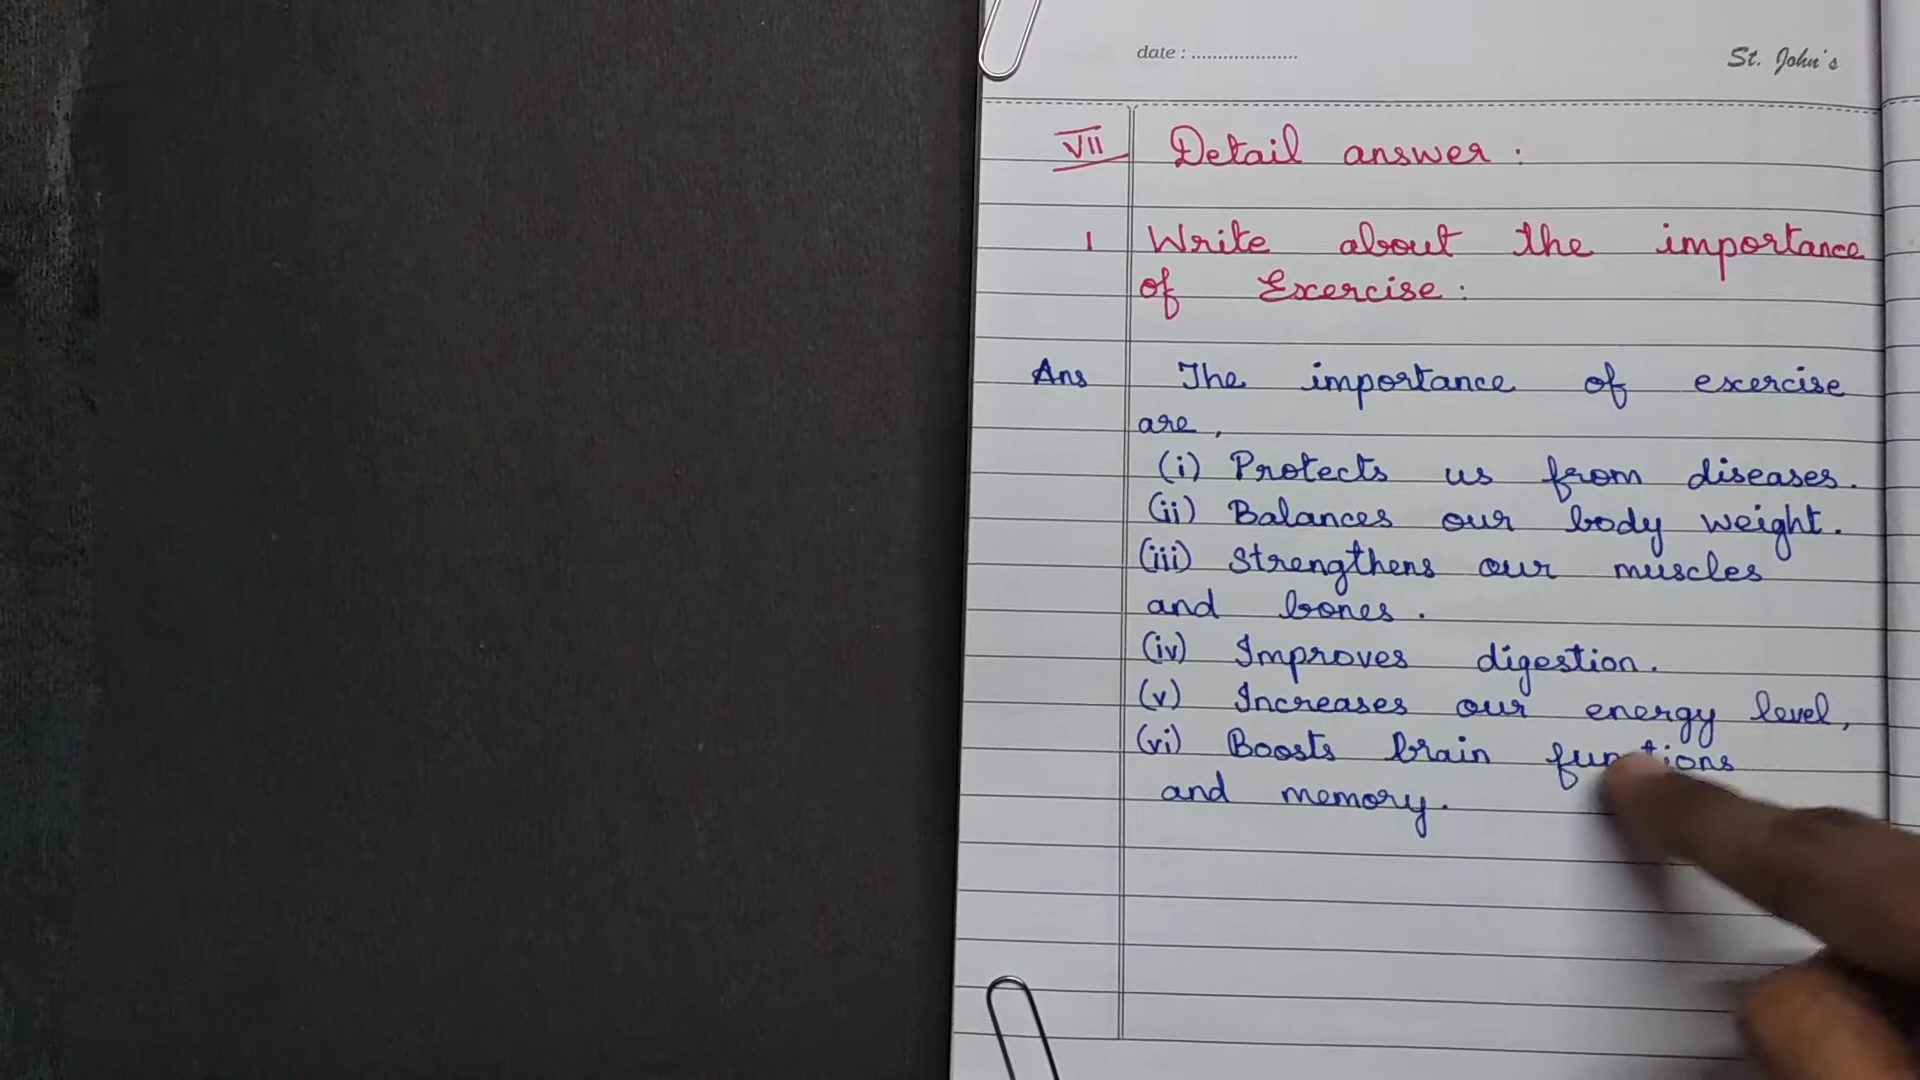 date : .....................
St. John's
VII Detail answer :
1 Write about the importance
of Exercise :
Ans The importance of exercise
are,
(i) Protects us from diseases.
(ii) Balances our body weight.
(iii) Strengthens our muscles
and bones.
(iv) Improves digestion.
(v) Increases our energy level,
(vi) Boosts brain functions
and memory.